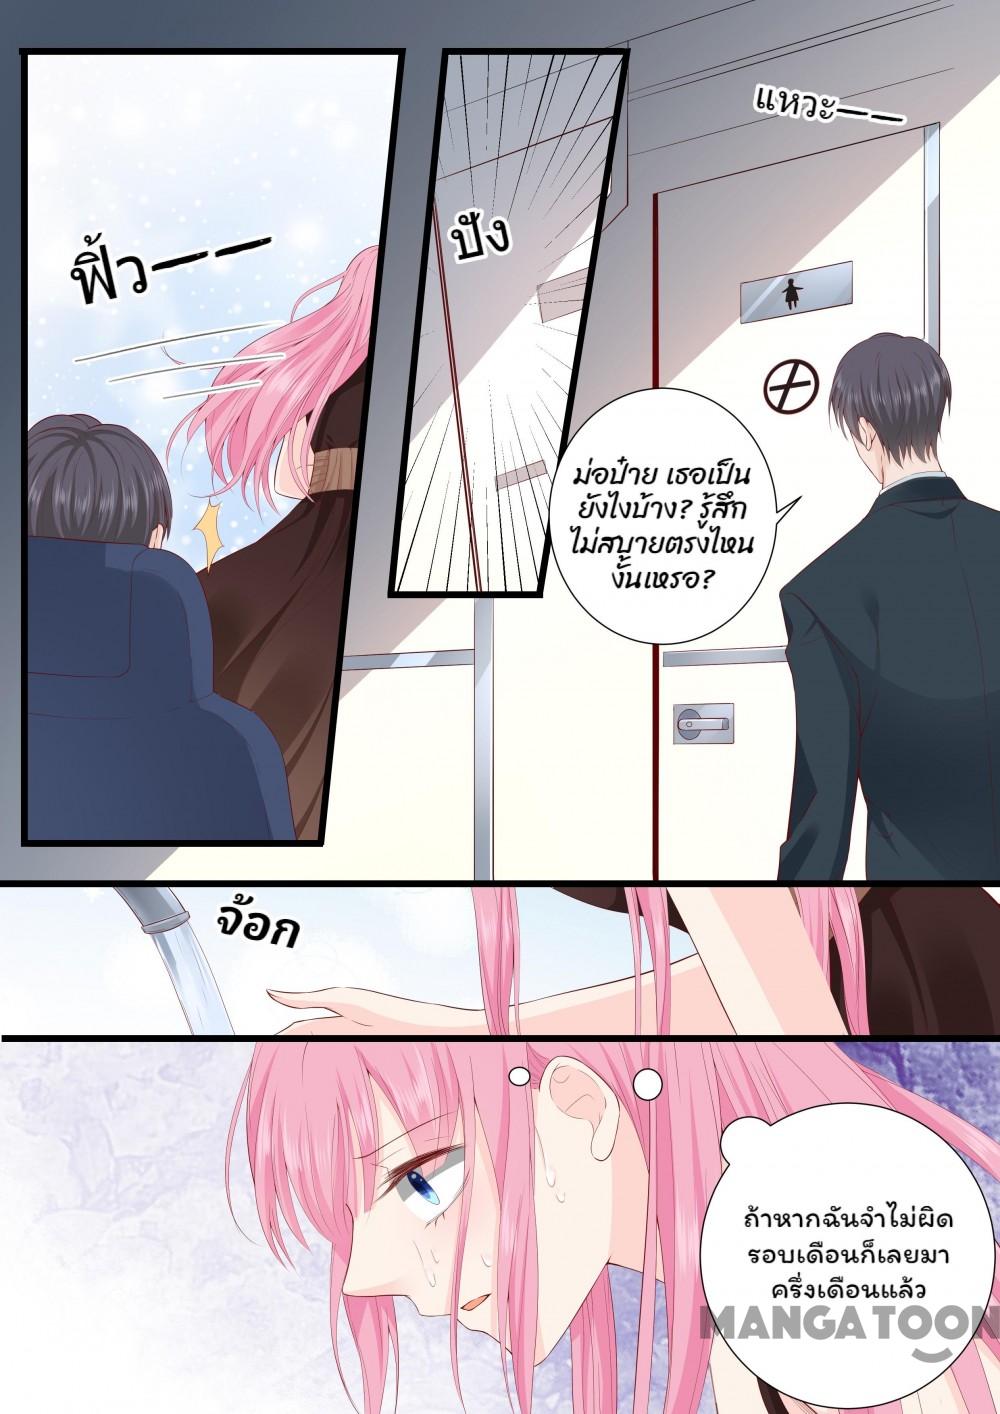 ฟิ้ว——
ปัง
แหวะ——
ม่อป๋าย เธอเป็น
ยังไงบ้าง? รู้สึก
ไม่สบายตรงไหน
งั้นเหรอ?
จ้อก
ถ้าหากฉันจำไม่ผิด
รอบเดือนก็เลยมา
ครึ่งเดือนแล้ว
MANGATOON